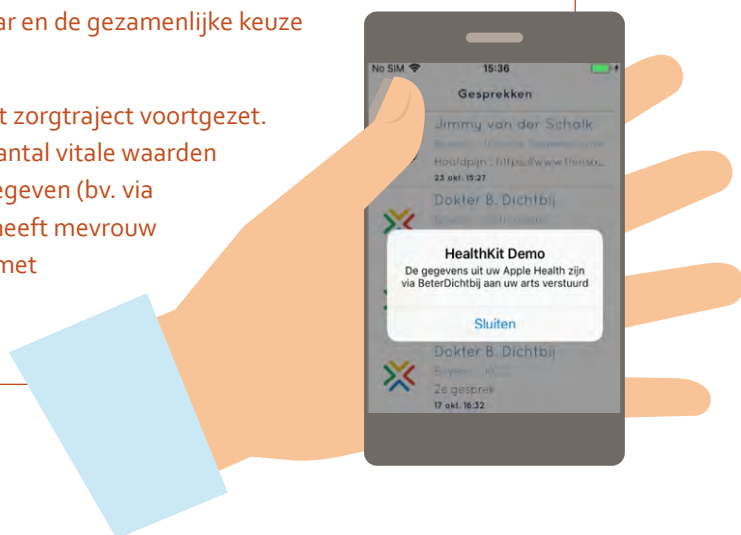 ar en de gezamenlijke keuze
t zorgtraject voortgezet.
antal vitale waarden
egeven (bv. via
heeft mevrouw
met
No SIM 15:36
Gesprekken
Jimmy van der Schalk
Hoofdpijn : https://www.
23 okt. 15:27
Dokter B. Dichtbij
HealthKit Demo
De gegevens uit uw Apple Health zijn
via BeterDichtbij aan uw arts verstuurd
Sluiten
Dokter B. Dichtbij
2e gesprek
17 okt. 16:32